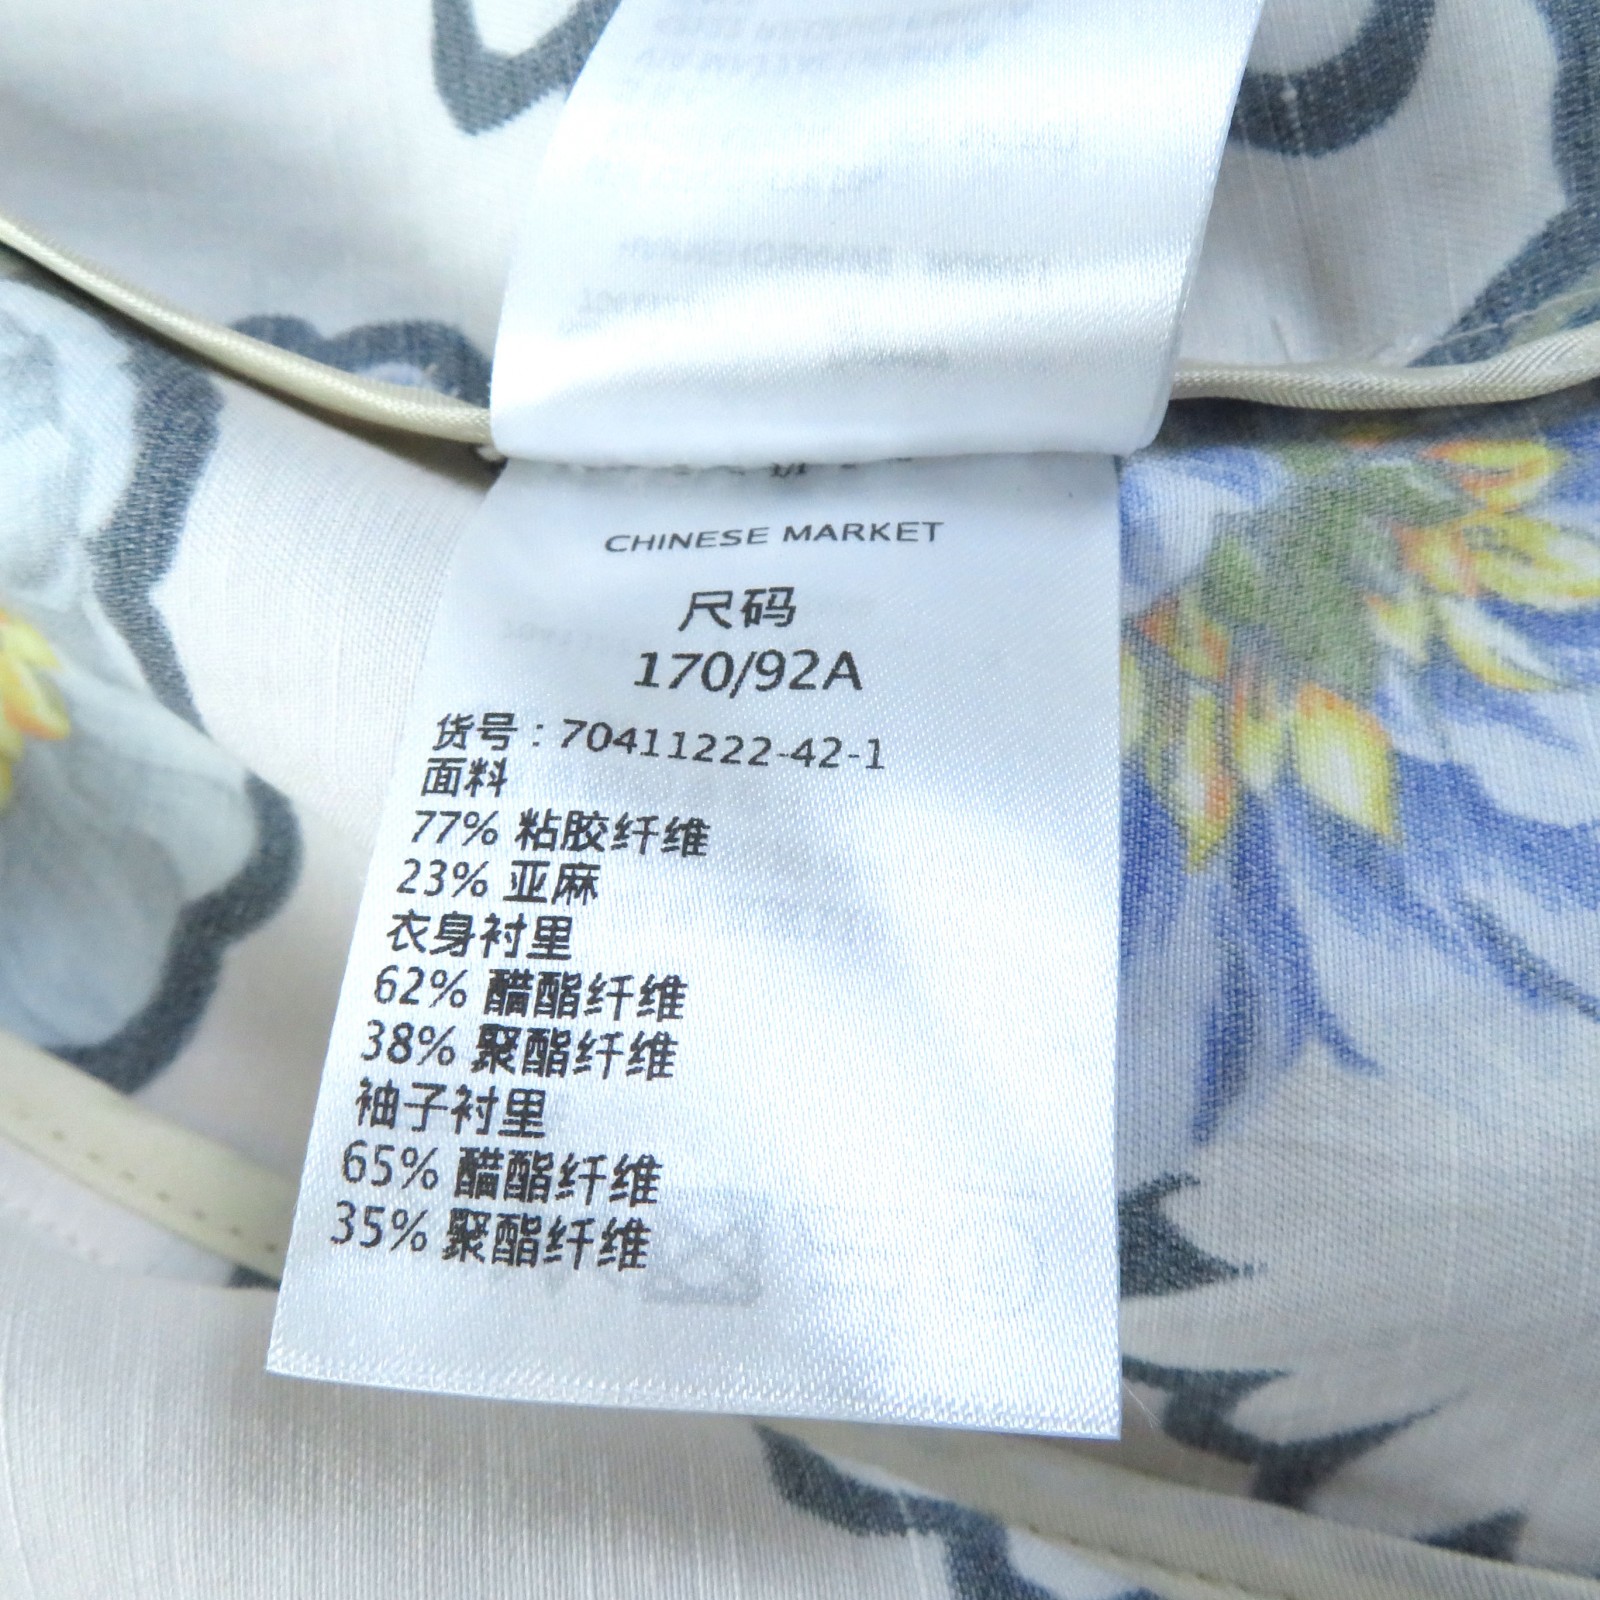 CHINESE MARKET
尺码
170/92A
货号：70411222-42-1
面料
77% 粘胶纤维
23% 亚麻
衣身衬里
62% 醋酯纤维
38% 聚酯纤维
袖子衬里
65% 醋酯纤维
35% 聚酯纤维